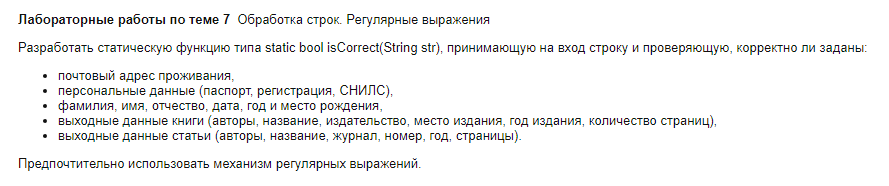 Лабораторные работы по теме 7 Обработка строк. Регулярные выражения
Разработать статическую функцию типа static bool isCorrect(String str), принимающую на вход строку и проверяющую, корректно ли заданы:
• почтовый адрес проживания,
• персональные данные (паспорт, регистрация, СНИЛС),
• фамилия, имя, отчество, дата, год и место рождения,
• выходные данные книги (авторы, название, издательство, место издания, год издания, количество страниц),
• выходные данные статьи (авторы, название, журнал, номер, год, страницы).
Предпочтительно использовать механизм регулярных выражений.